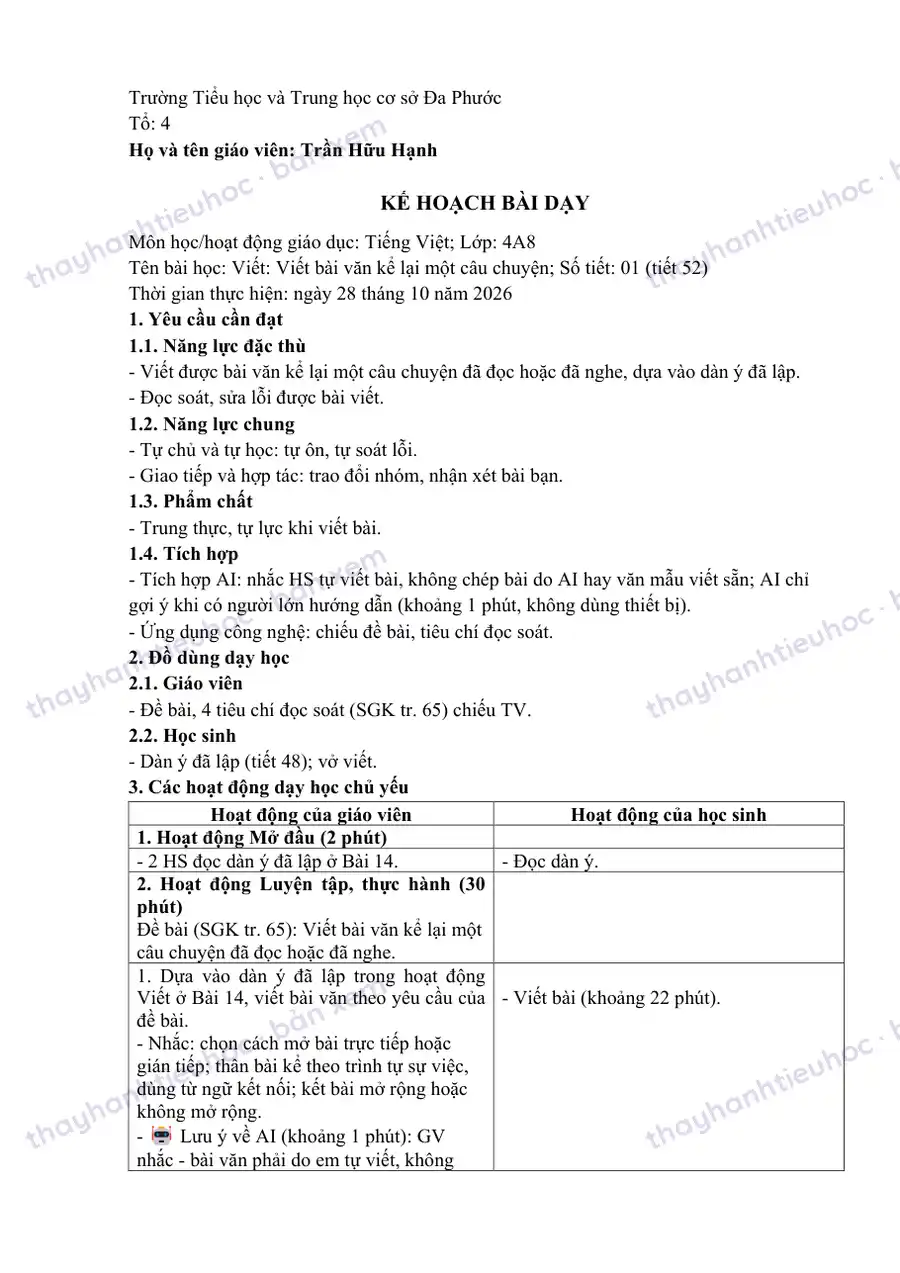 Trường Tiểu học và Trung học cơ sở Đa Phước
Tổ: 4
Họ và tên giáo viên: Trần Hữu Hạnh
KẾ HOẠCH BÀI DẠY
Môn học/hoạt động giáo dục: Tiếng Việt; Lớp: 4A8
Tên bài học: Viết: Viết bài văn kể lại một câu chuyện; Số tiết: 01 (tiết 52)
Thời gian thực hiện: ngày 28 tháng 10 năm 2026
1. Yêu cầu cần đạt
1.1. Năng lực đặc thù
- Viết được bài văn kể lại một câu chuyện đã đọc hoặc đã nghe, dựa vào dàn ý đã lập.
- Đọc soát, sửa lỗi được bài viết.
1.2. Năng lực chung
- Tự chủ và tự học: tự ôn, tự soát lỗi.
- Giao tiếp và hợp tác: trao đổi nhóm, nhận xét bài bạn.
1.3. Phẩm chất
- Trung thực, tự lực khi viết bài.
1.4. Tích hợp
- Tích hợp AI: nhắc HS tự viết bài, không chép bài do AI hay văn mẫu viết sẵn; AI chỉ
gợi ý khi có người lớn hướng dẫn (khoảng 1 phút, không dùng thiết bị).
- Ứng dụng công nghệ: chiếu đề bài, tiêu chí đọc soát.
2. Đồ dùng dạy học
2.1. Giáo viên
- Đề bài, 4 tiêu chí đọc soát (SGK tr. 65) chiếu TV.
2.2. Học sinh
- Dàn ý đã lập (tiết 48); vở viết.
3. Các hoạt động dạy học chủ yếu
Hoạt động của giáo viên
Hoạt động của học sinh
1. Hoạt động Mở đầu (2 phút)
- 2 HS đọc dàn ý đã lập ở Bài 14.
- Đọc dàn ý.
2. Hoạt động Luyện tập, thực hành (30
phút)
Đề bài (SGK tr. 65): Viết bài văn kể lại một
câu chuyện đã đọc hoặc đã nghe.
1. Dựa vào dàn ý đã lập trong hoạt động
Viết ở Bài 14, viết bài văn theo yêu cầu của
đề bài.
- Nhắc: chọn cách mở bài trực tiếp hoặc
gián tiếp; thân bài kể theo trình tự sự việc,
dùng từ ngữ kết nối; kết bài mở rộng hoặc
không mở rộng.
- 🤖 Lưu ý về AI (khoảng 1 phút): GV
nhắc - bài văn phải do em tự viết, không
- Viết bài (khoảng 22 phút).
thayhanhtieuhoc · bản xem
thayhanhtieuhoc · b
thayhanhtieuhoc · bản xem
thayhanhtieuhoc · b
thayhanhtieuhoc · bản xem
thayhanhtieuhoc · b